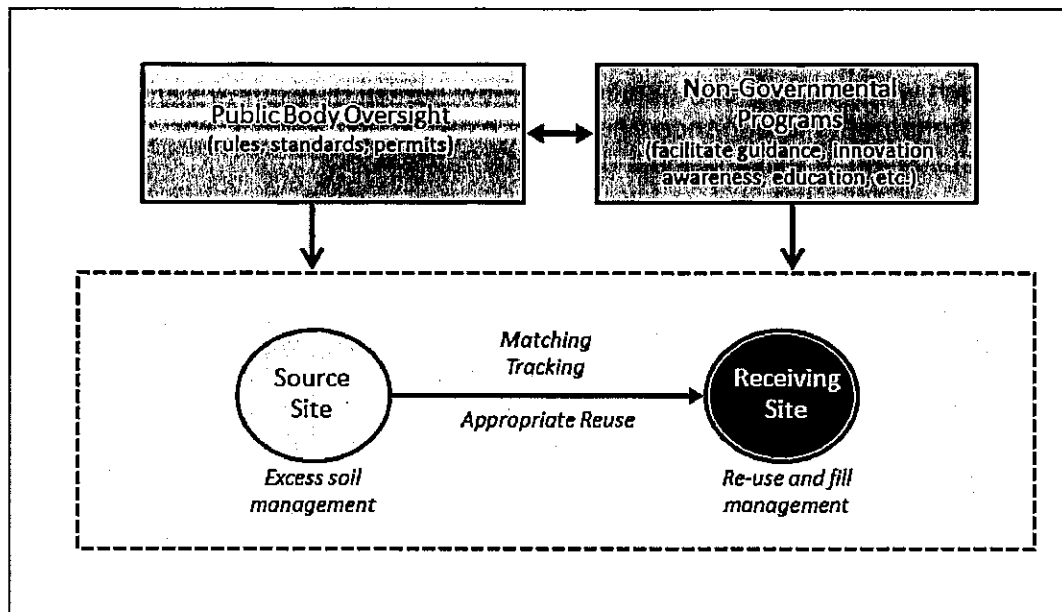 Public Body Oversight
(rules, standards, permits)
Non-Governmental
Programs
(facilitate guidance, innovation
awareness, education, etc.)
Matching
Tracking
Source
Site
Receiving
Site
Appropriate Reuse
Excess soil
management
Re-use and fill
management